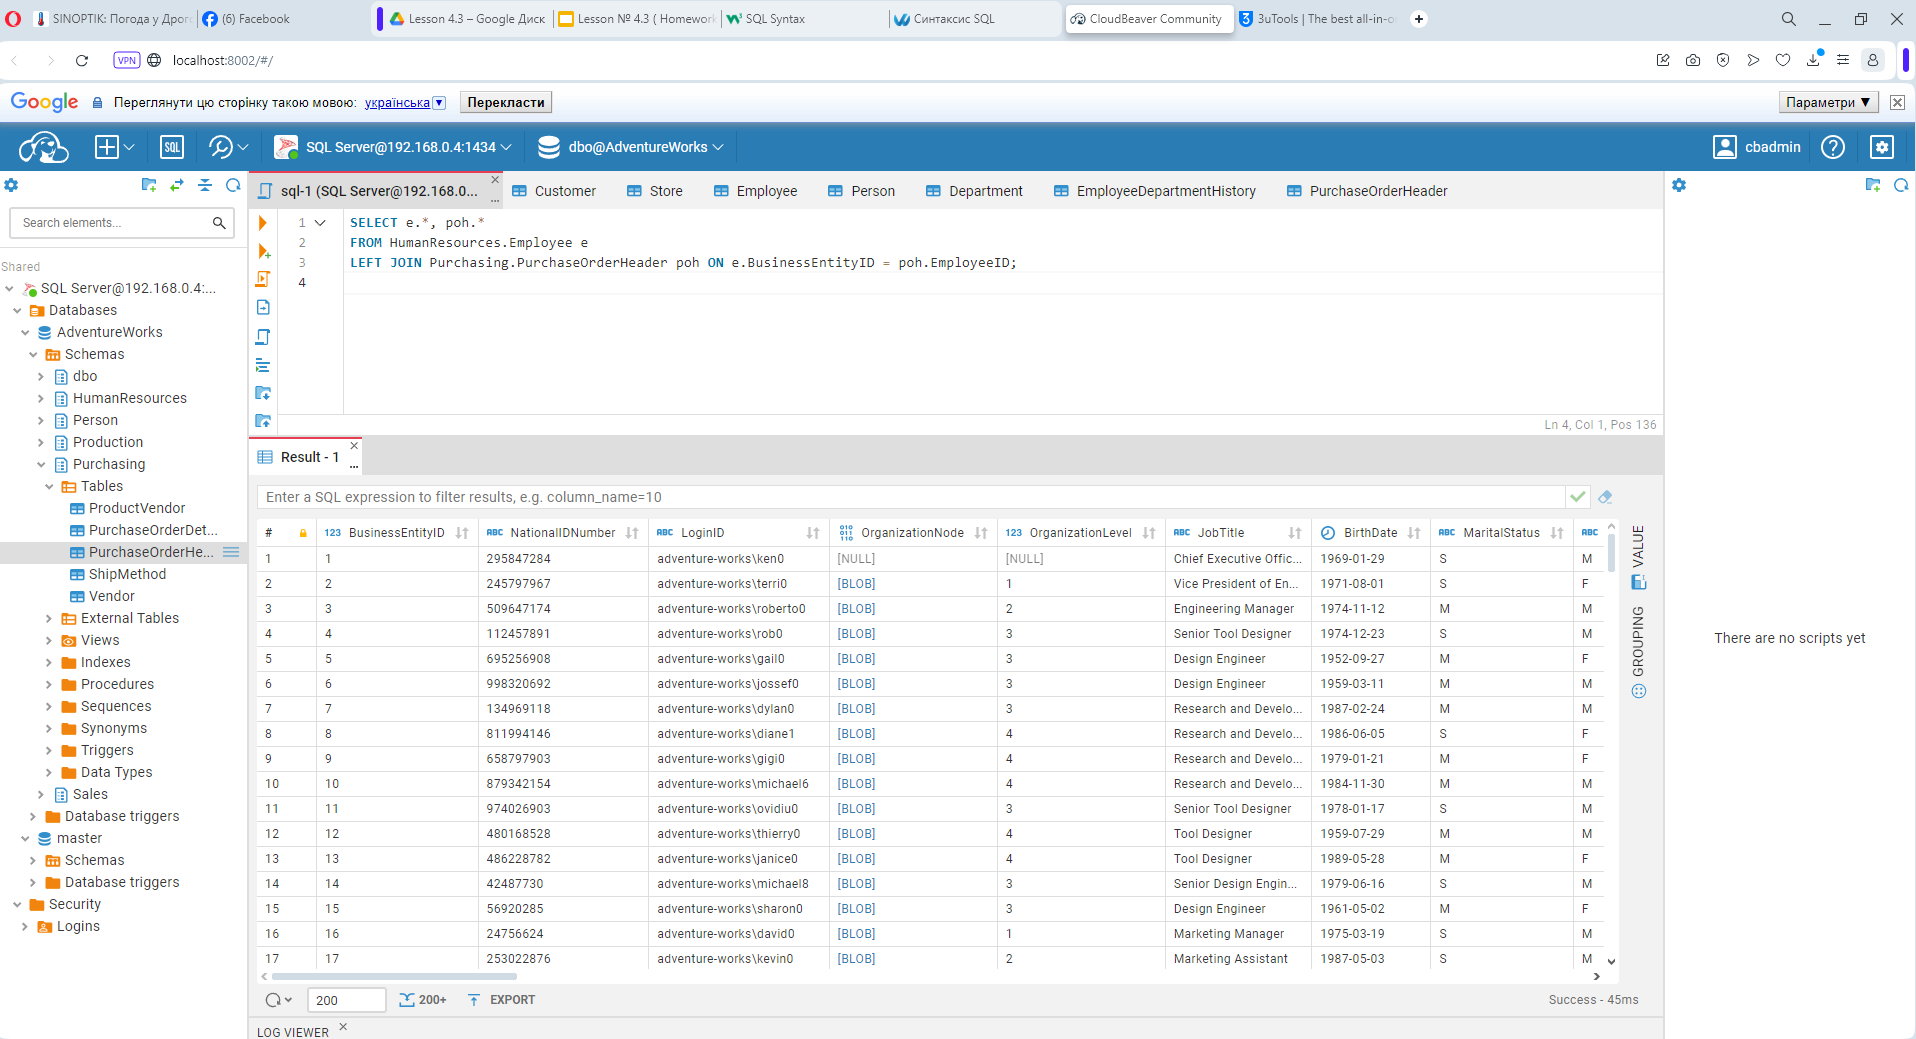 SINOPTIK: Погода у Дрого
(6) Facebook
Lesson 4.3 – Google Диск
Lesson № 4.3 ( Homework
SQL Syntax
Синтаксис SQL
CloudBeaver Community
3uTools | The best all-in-o
VPN
localhost:8002/#/
Google
Переглянути цю сторінку такою мовою: українська
Перекласти
Параметри ▼
SQL
SQL Server@192.168.0.4:1434
dbo@AdventureWorks
cbadmin
sql-1 (SQL Server@192.168.0...
Customer
Store
Employee
Person
Department
EmployeeDepartmentHistory
PurchaseOrderHeader
Search elements...
1 SELECT e.*, poh.*
2 FROM HumanResources.Employee e
3 LEFT JOIN Purchasing.PurchaseOrderHeader poh ON e.BusinessEntityID = poh.EmployeeID;
4
Ln 4, Col 1, Pos 136
Shared
SQL Server@192.168.0.4:...
Databases
AdventureWorks
Schemas
dbo
HumanResources
Person
Production
Purchasing
Tables
ProductVendor
PurchaseOrderDet...
PurchaseOrderHe...
ShipMethod
Vendor
External Tables
Views
Indexes
Procedures
Sequences
Synonyms
Triggers
Data Types
Sales
Database triggers
master
Schemas
Database triggers
Security
Logins
Result - 1
Enter a SQL expression to filter results, e.g. column_name=10
# 123 BusinessEntityID ABC NationalIDNumber ABC LoginID OrganizationNode 123 OrganizationLevel ABC JobTitle BirthDate ABC MaritalStatus ABC
1 1 295847284 adventure-works\ken0 [NULL] [NULL] Chief Executive Offic... 1969-01-29 S M
2 2 245797967 adventure-works\terri0 [BLOB] 1 Vice President of En... 1971-08-01 S F
3 3 509647174 adventure-works\roberto0 [BLOB] 2 Engineering Manager 1974-11-12 M M
4 4 112457891 adventure-works\rob0 [BLOB] 3 Senior Tool Designer 1974-12-23 S M
5 5 695256908 adventure-works\gail0 [BLOB] 3 Design Engineer 1952-09-27 M F
6 6 998320692 adventure-works\jossef0 [BLOB] 3 Design Engineer 1959-03-11 M M
7 7 134969118 adventure-works\dylan0 [BLOB] 3 Research and Develo... 1987-02-24 M M
8 8 811994146 adventure-works\diane1 [BLOB] 4 Research and Develo... 1986-06-05 S F
9 9 658797903 adventure-works\gigi0 [BLOB] 4 Research and Develo... 1979-01-21 M F
10 10 879342154 adventure-works\michael6 [BLOB] 4 Research and Develo... 1984-11-30 M M
11 11 974026903 adventure-works\ovidiu0 [BLOB] 3 Senior Tool Designer 1978-01-17 S M
12 12 480168528 adventure-works\thierry0 [BLOB] 4 Tool Designer 1959-07-29 M M
13 13 486228782 adventure-works\janice0 [BLOB] 4 Tool Designer 1989-05-28 M F
14 14 42487730 adventure-works\michael8 [BLOB] 3 Senior Design Engin... 1979-06-16 S M
15 15 56920285 adventure-works\sharon0 [BLOB] 3 Design Engineer 1961-05-02 M F
16 16 24756624 adventure-works\david0 [BLOB] 1 Marketing Manager 1975-03-19 S M
17 17 253022876 adventure-works\kevin0 [BLOB] 2 Marketing Assistant 1987-05-03 S M
VALUE
GROUPING
200
200+
EXPORT
Success - 45ms
LOG VIEWER
There are no scripts yet